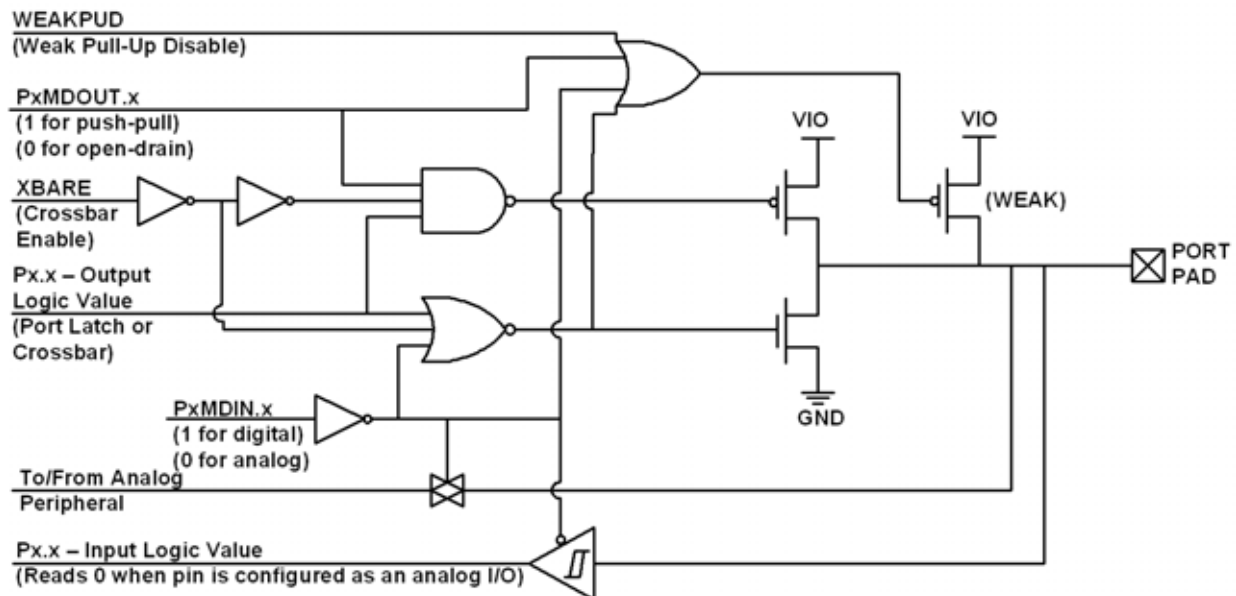 WEAKPUD
(Weak Pull-Up Disable)
PxMDOUT.x
(1 for push-pull)
(0 for open-drain)
XBARE
(Crossbar
Enable)
Px.x – Output
Logic Value
(Port Latch or
Crossbar)
PxMDIN.x
(1 for digital)
(0 for analog)
To/From Analog
Peripheral
Px.x – Input Logic Value
(Reads 0 when pin is configured as an analog I/O)
VIO
VIO
(WEAK)
PORT
PAD
GND